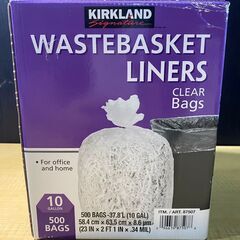 KIRKLAND
Signature
WASTEBASKET
LINERS
CLEAR
Bags
• For office
and home
10
GALLON
500
BAGS
ITM. / ART. 87507
500 BAGS -37.8 L (10 GAL)
58.4 cm x 63.5 cm x 8.6 µm
(23 IN x 2 FT 1 IN x .34 MIL)